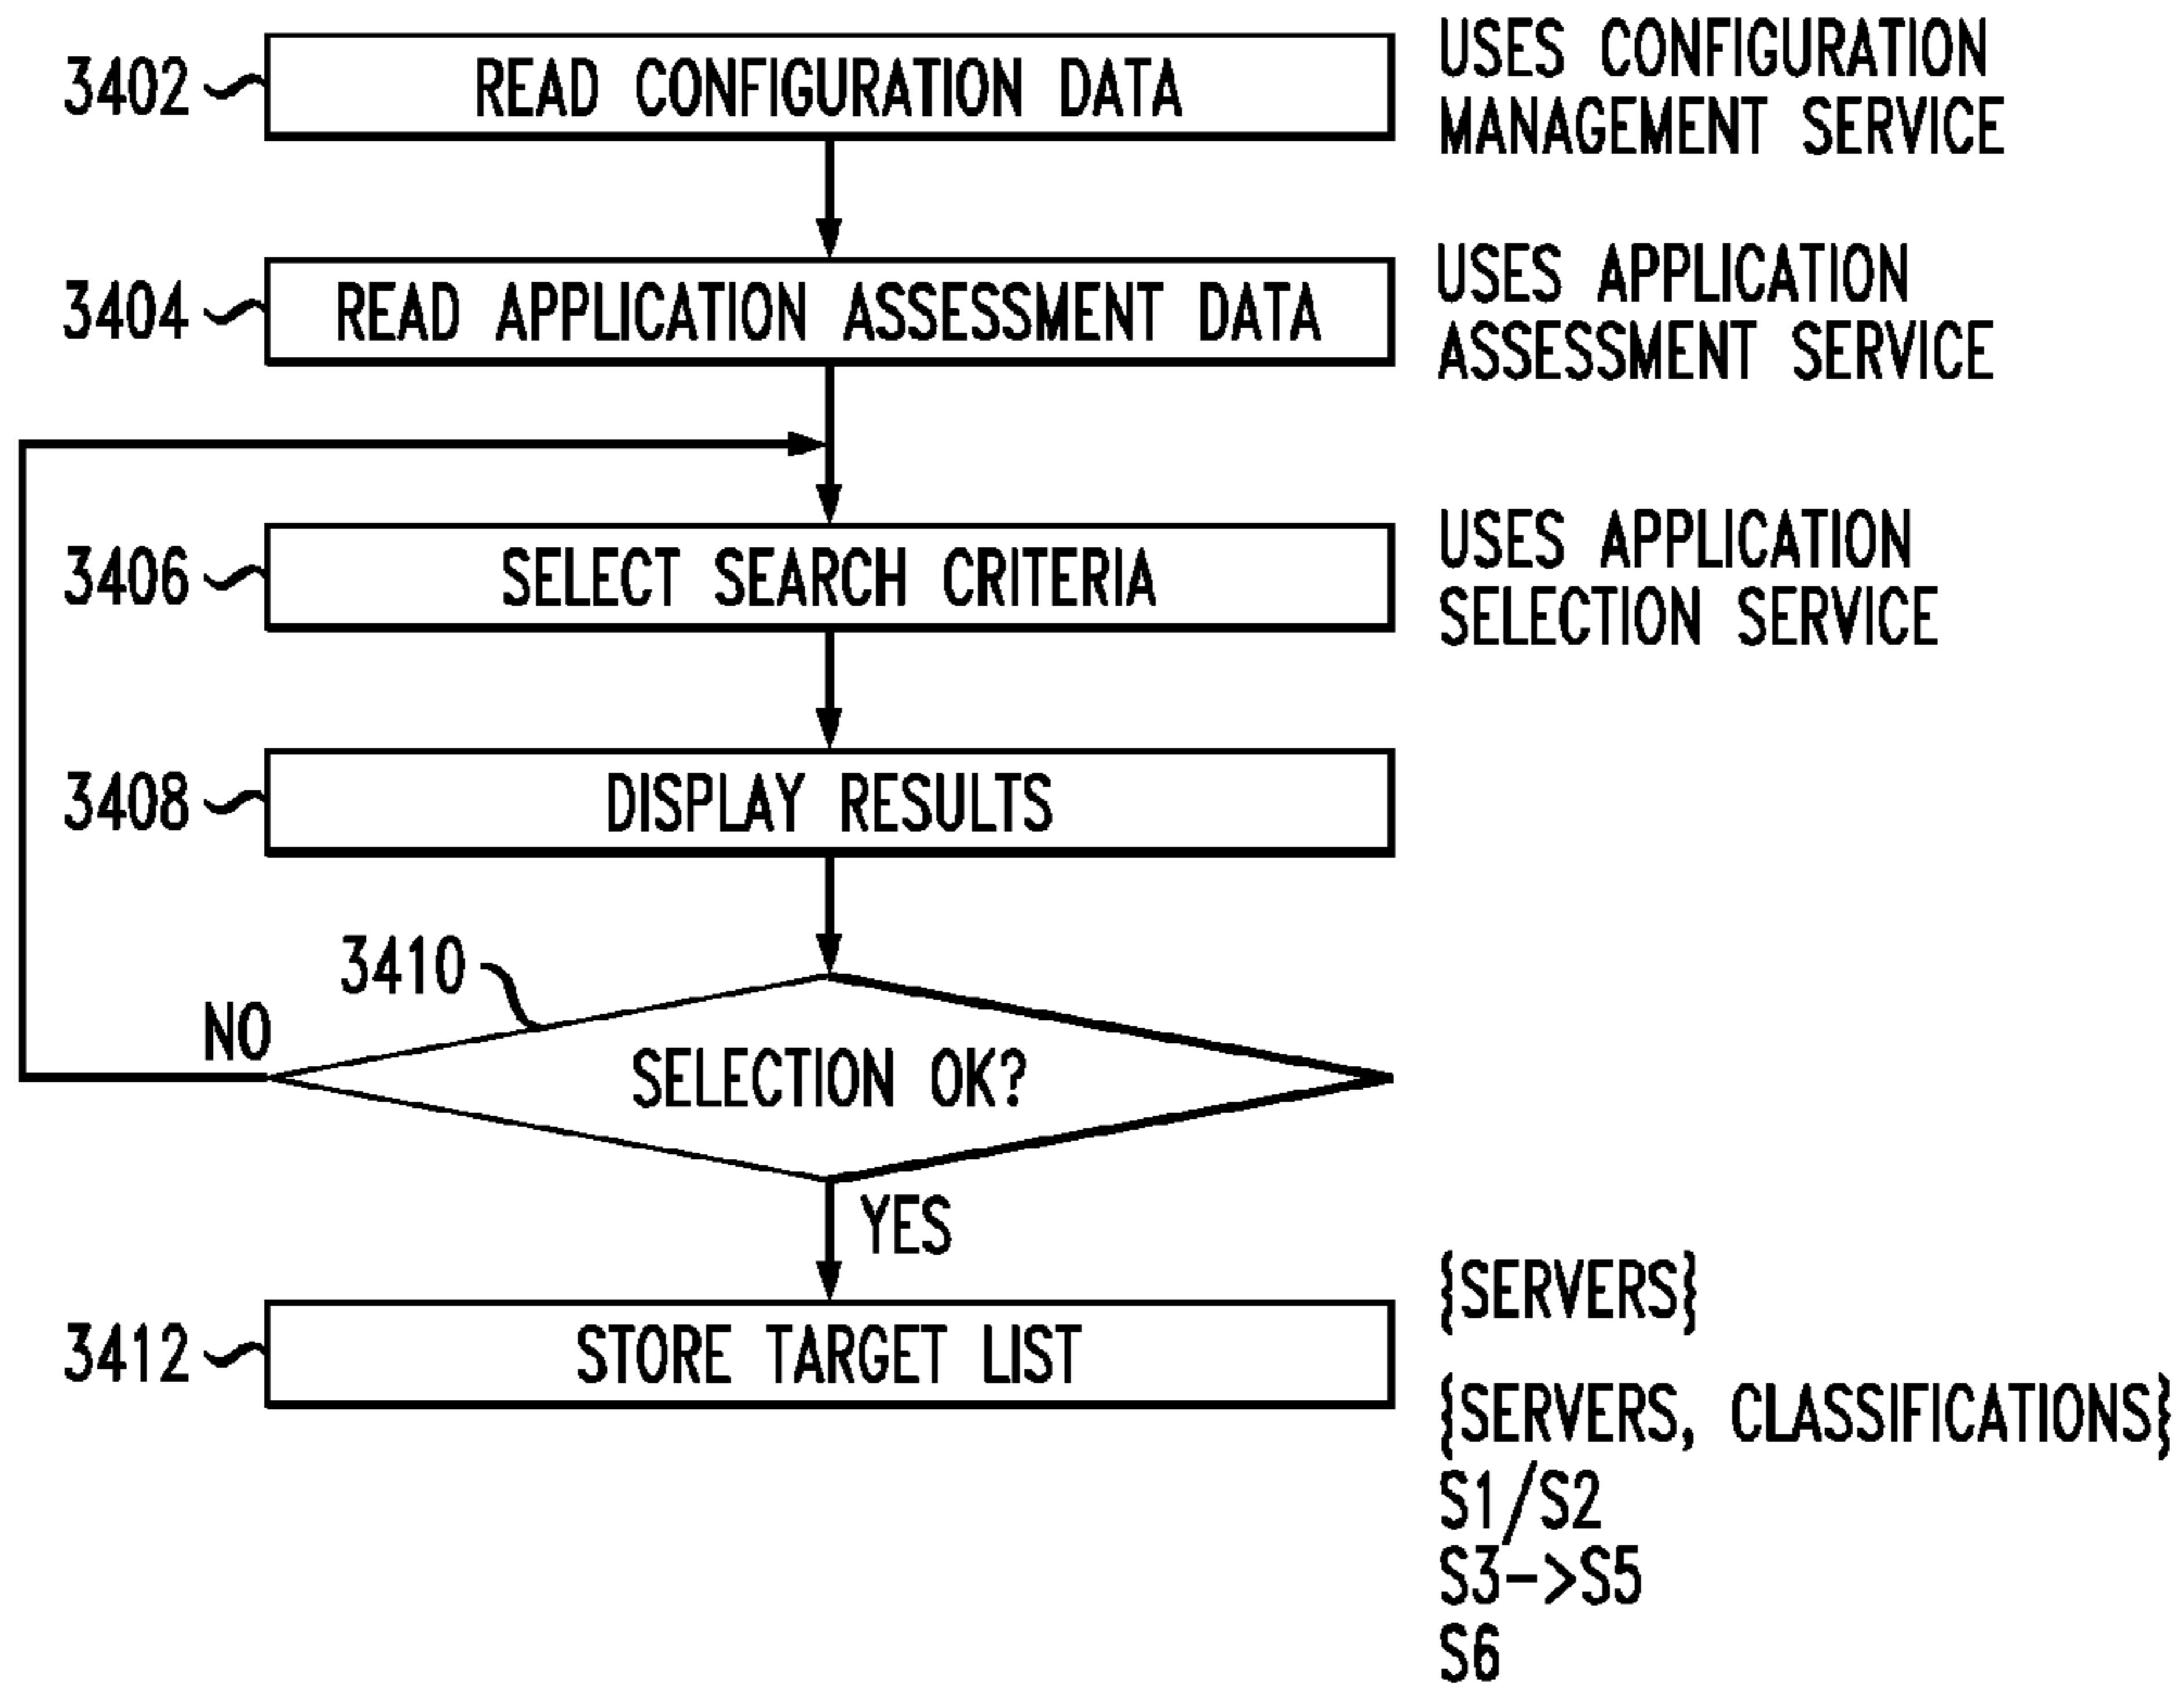 3402
READ CONFIGURATION DATA
USES CONFIGURATION
MANAGEMENT SERVICE
3404
READ APPLICATION ASSESSMENT DATA
USES APPLICATION
ASSESSMENT SERVICE
3406
SELECT SEARCH CRITERIA
USES APPLICATION
SELECTION SERVICE
3408
DISPLAY RESULTS
3410
NO
SELECTION OK?
YES
3412
STORE TARGET LIST
{SERVERS}
{SERVERS, CLASSIFICATIONS}
S1/S2
S3->S5
S6